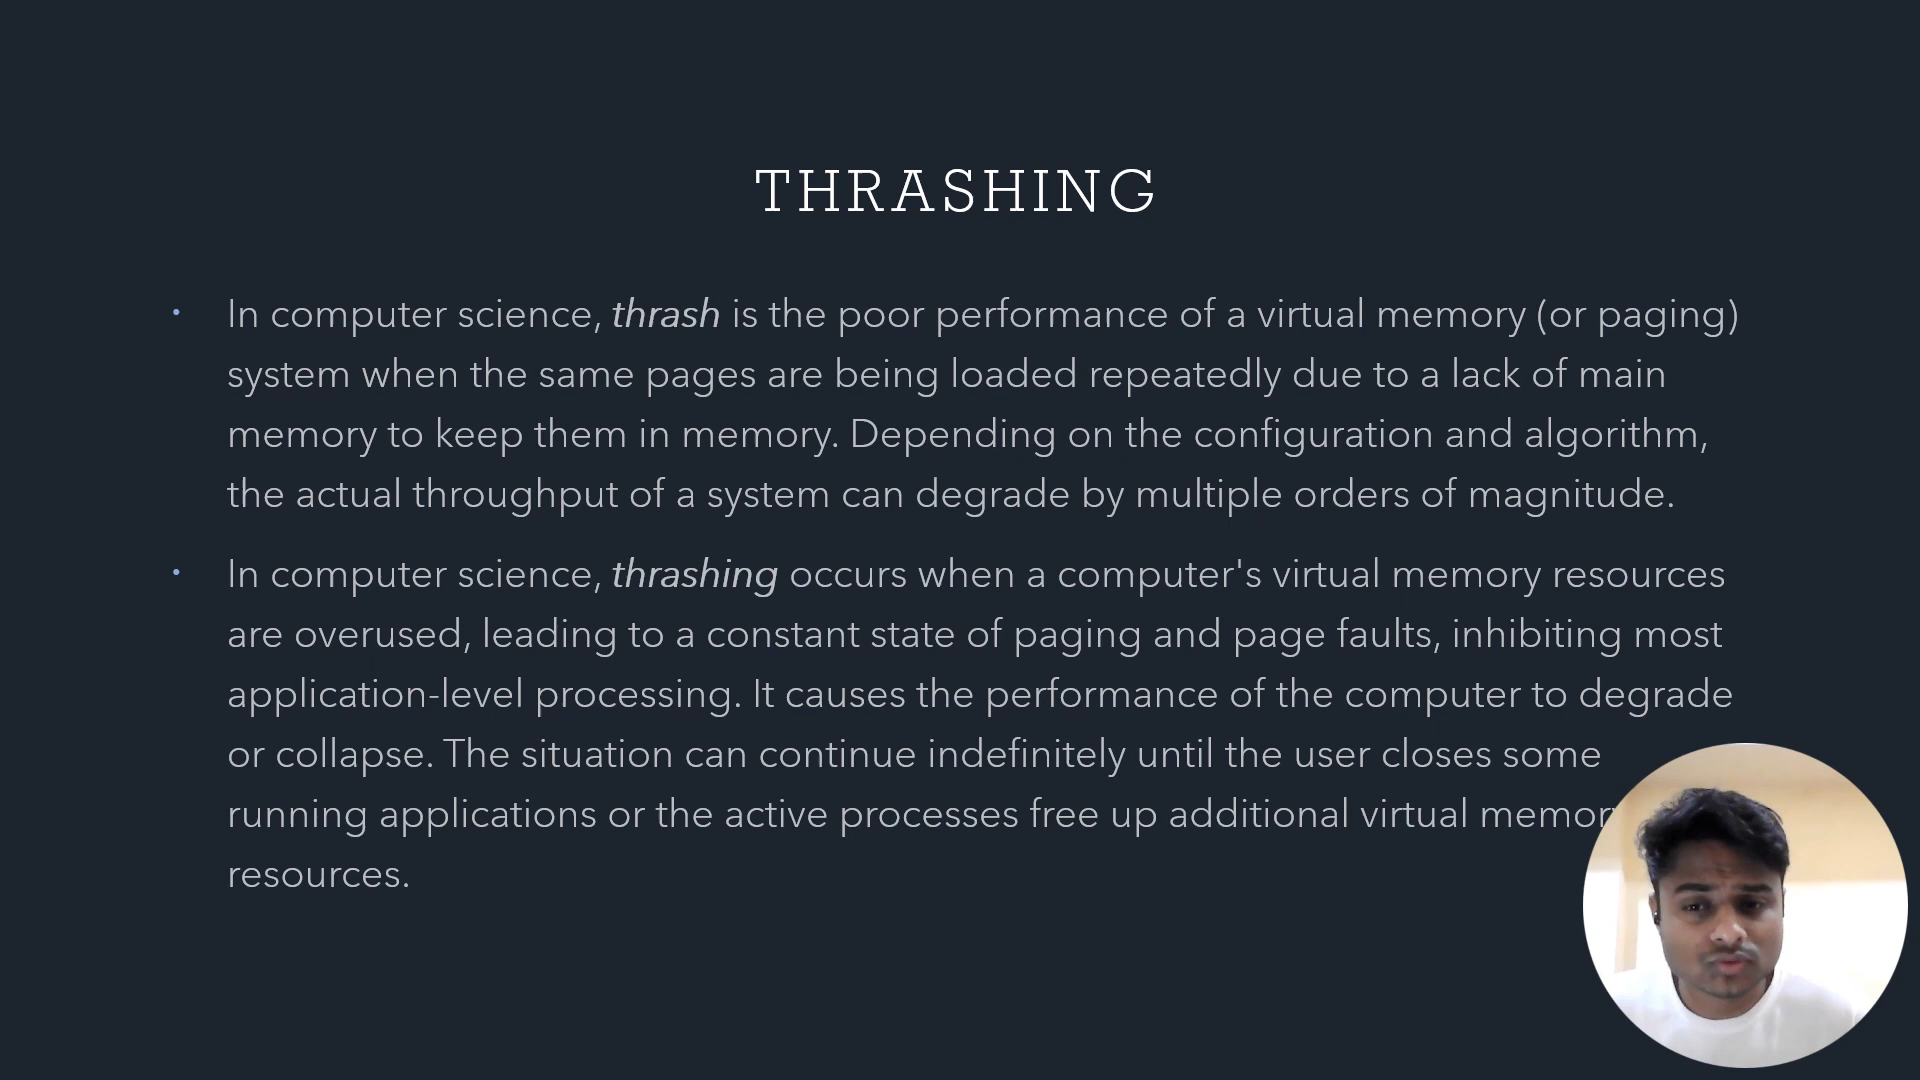 THRASHING
• In computer science, thrash is the poor performance of a virtual memory (or paging)
system when the same pages are being loaded repeatedly due to a lack of main
memory to keep them in memory. Depending on the configuration and algorithm,
the actual throughput of a system can degrade by multiple orders of magnitude.
• In computer science, thrashing occurs when a computer's virtual memory resources
are overused, leading to a constant state of paging and page faults, inhibiting most
application-level processing. It causes the performance of the computer to degrade
or collapse. The situation can continue indefinitely until the user closes some
running applications or the active processes free up additional virtual memory
resources.